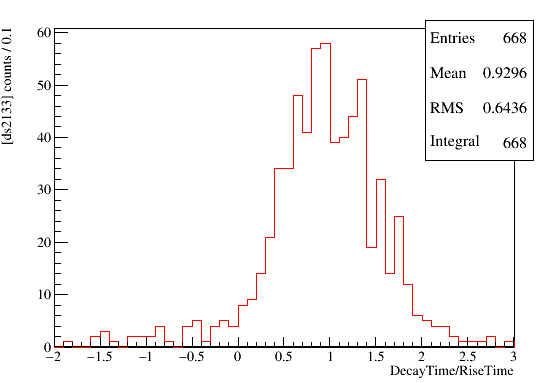 [ds2133] counts / 0.1
60
50
40
30
20
10
0
Entries 668
Mean 0.9296
RMS 0.6436
Integral 668
−2 −1.5 −1 −0.5 0 0.5 1 1.5 2 2.5 3
DecayTime/RiseTime